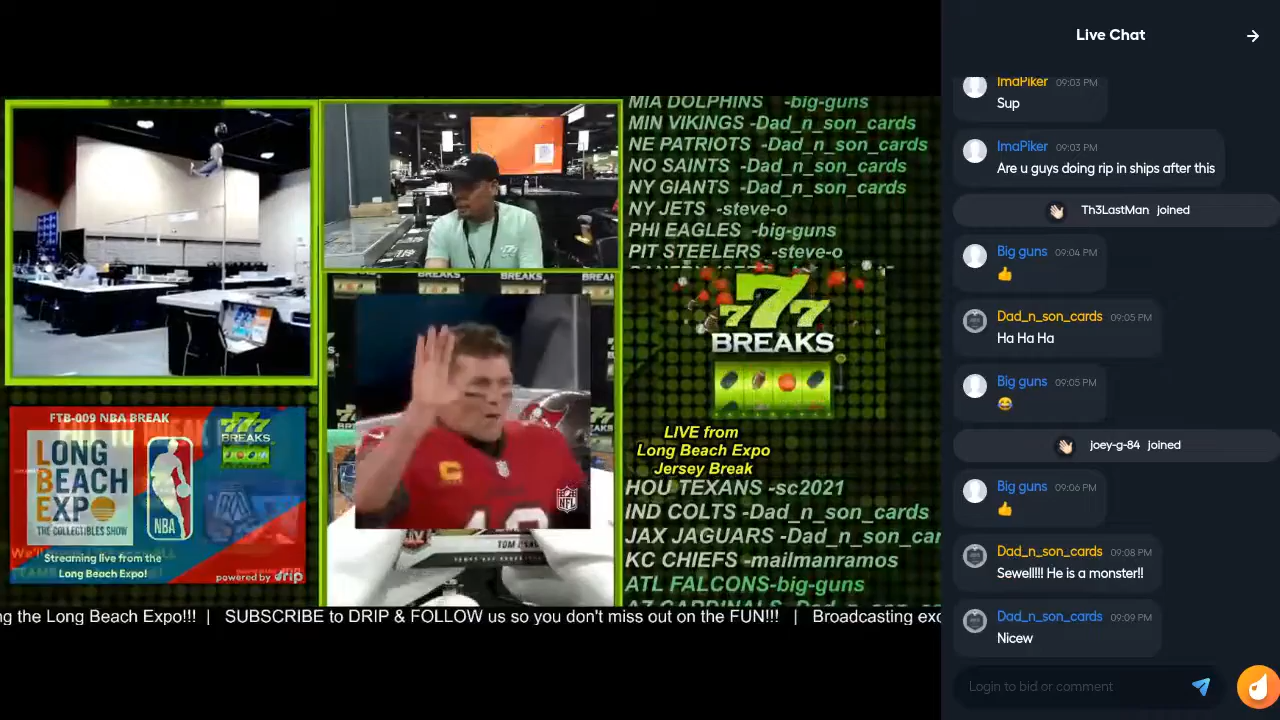 MIA DOLPHINS -big-guns
MIN VIKINGS -Dad_n_son_cards
NE PATRIOTS -Dad_n_son_cards
NO SAINTS -Dad_n_son_cards
NY GIANTS -Dad_n_son_cards
NY JETS -steve-o
PHI EAGLES -big-guns
PIT STEELERS -steve-o
777
BREAKS
LIVE from
Long Beach Expo
Jersey Break
HOU TEXANS -sc2021
IND COLTS -Dad_n_son_cards
JAX JAGUARS -Dad_n_son_car
KC CHIEFS -mailmanramos
ATL FALCONS-big-guns
FTB-009 NBA BREAK
777
BREAKS
LONG
BEACH
EXPO
THE COLLECTIBLES SHOW
NBA
Streaming live from the
Long Beach Expo!
powered by drip
BREAKS
NFL
ng the Long Beach Expo!!! | SUBSCRIBE to DRIP & FOLLOW us so you don't miss out on the FUN!!! | Broadcasting exc
Live Chat
ImaPiker 09:03 PM
Sup
ImaPiker 09:03 PM
Are u guys doing rip in ships after this
Th3LastMan joined
Big guns 09:04 PM
Dad_n_son_cards 09:05 PM
Ha Ha Ha
Big guns 09:05 PM
joey-g-84 joined
Big guns 09:06 PM
Dad_n_son_cards 09:08 PM
Sewell!!! He is a monster!!
Dad_n_son_cards 09:09 PM
Nicew
Login to bid or comment